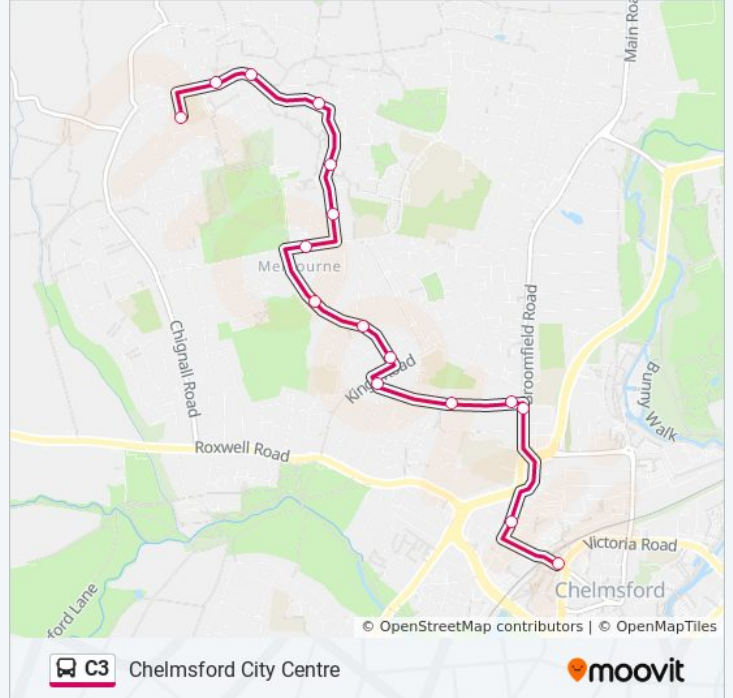 Main Roa
Melbourne
Broomfield Road
Chignall Road
Kings Road
Bunny Walk
Roxwell Road
Victoria Road
Chelmsford
ford Lane
© OpenStreetMap contributors | © OpenMapTiles
C3 Chelmsford City Centre
moovit